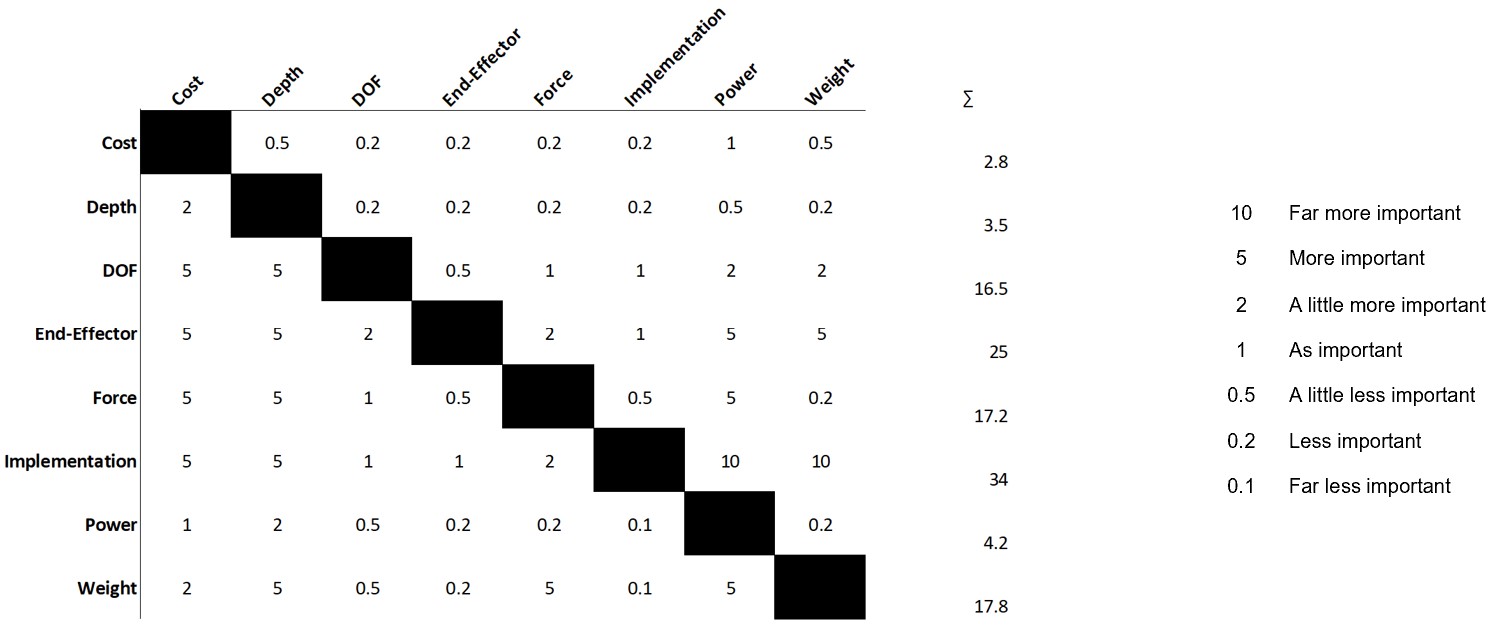 Cost Depth DOF End-Effector Force Implementation Power Weight ∑
Cost 0.5 0.2 0.2 0.2 0.2 1 0.5 2.8
Depth 2 0.2 0.2 0.2 0.2 0.5 0.2 3.5
DOF 5 5 0.5 1 1 2 2 16.5
End-Effector 5 5 2 2 1 5 5 25
Force 5 5 1 0.5 0.5 5 0.2 17.2
Implementation 5 5 1 1 2 10 10 34
Power 1 2 0.5 0.2 0.2 0.1 0.2 4.2
Weight 2 5 0.5 0.2 5 0.1 5 17.8
10 Far more important
5 More important
2 A little more important
1 As important
0.5 A little less important
0.2 Less important
0.1 Far less important